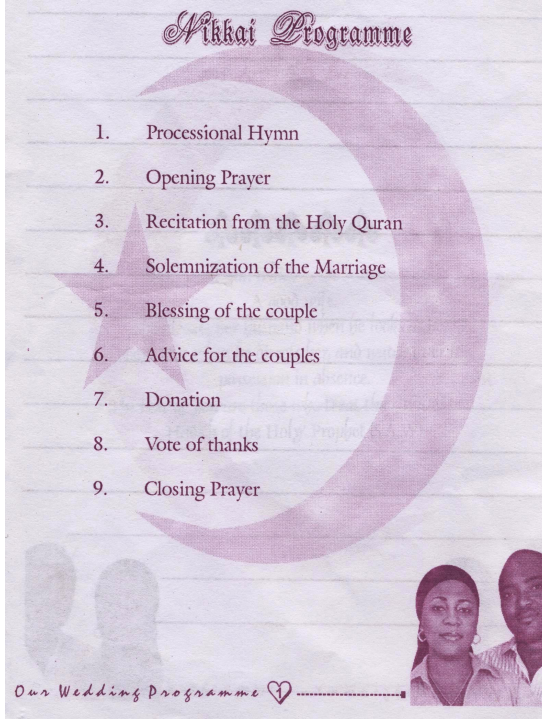 Nikkai Programme
1. Processional Hymn
2. Opening Prayer
3. Recitation from the Holy Quran
4. Solemnization of the Marriage
5. Blessing of the couple
6. Advice for the couples
7. Donation
8. Vote of thanks
9. Closing Prayer
Our Wedding Programme 1